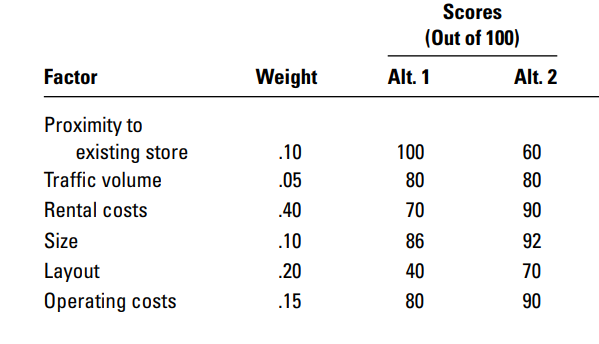 Scores
(Out of 100)
Factor Weight Alt. 1 Alt. 2
Proximity to
existing store .10 100 60
Traffic volume .05 80 80
Rental costs .40 70 90
Size .10 86 92
Layout .20 40 70
Operating costs .15 80 90